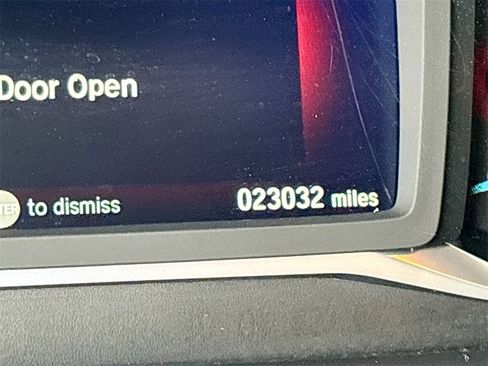 Door Open
to dismiss 023032 miles